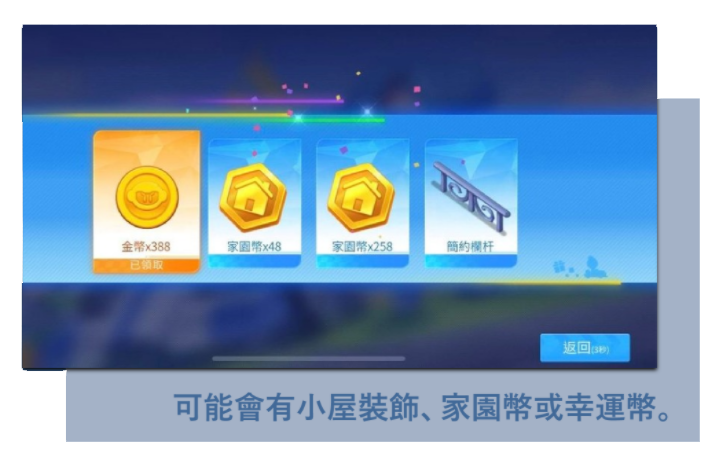 金幣x388
已領取
家園幣x48
家園幣x258
簡約欄杆
返回(3秒)
可能會有小屋裝飾、家園幣或幸運幣。